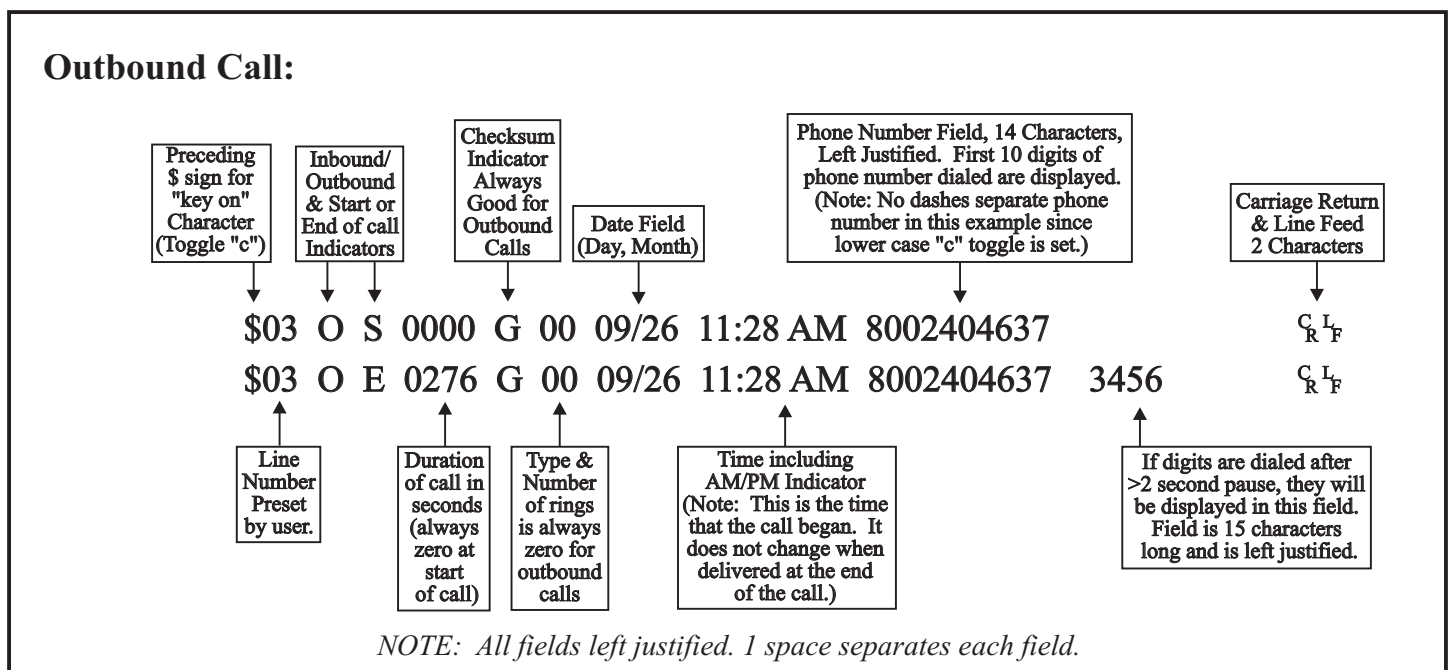 Outbound Call:
Preceding
$ sign for
"key on"
Character
(Toggle "c")
Inbound/
Outbound
& Start or
End of call
Indicators
Checksum
Indicator
Always
Good for
Outbound
Calls
Date Field
(Day, Month)
Phone Number Field, 14 Characters,
Left Justified. First 10 digits of
phone number dialed are displayed.
(Note: No dashes separate phone
number in this example since
lower case "c" toggle is set.)
Carriage Return
& Line Feed
2 Characters
$03 O S 0000 G 00 09/26 11:28 AM 8002404637 CR LF
$03 O E 0276 G 00 09/26 11:28 AM 8002404637 3456 CR LF
Line
Number
Preset
by user.
Duration
of call in
seconds
(always
zero at
start
of call)
Type &
Number
of rings
is always
zero for
outbound
calls
Time including
AM/PM Indicator
(Note: This is the time
that the call began. It
does not change when
delivered at the end
of the call.)
If digits are dialed after
>2 second pause, they will
be displayed in this field.
Field is 15 characters
long and is left justified.
NOTE: All fields left justified. 1 space separates each field.